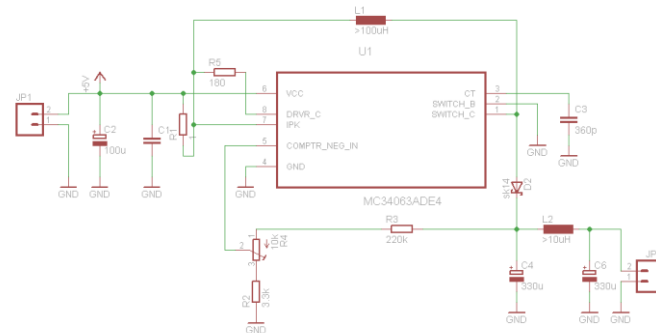 L1
>100uH
U1
R5
180
JP1
2
1
+5V
C2
100u
C1
R1
1
6
VCC
8
DRVR_C
7
IPK
5
COMPTR_NEG_IN
4
GND
CT
3
SWITCH_B
2
SWITCH_C
1
MC34063ADE4
C3
360p
GND
GND
GND
GND
GND
GND
GND
sk14
D2
R3
220k
L2
>10uH
1
2
3
10k
R4
R2
3.3k
GND
C4
330u
GND
C6
330u
GND
GND
JP
2
1